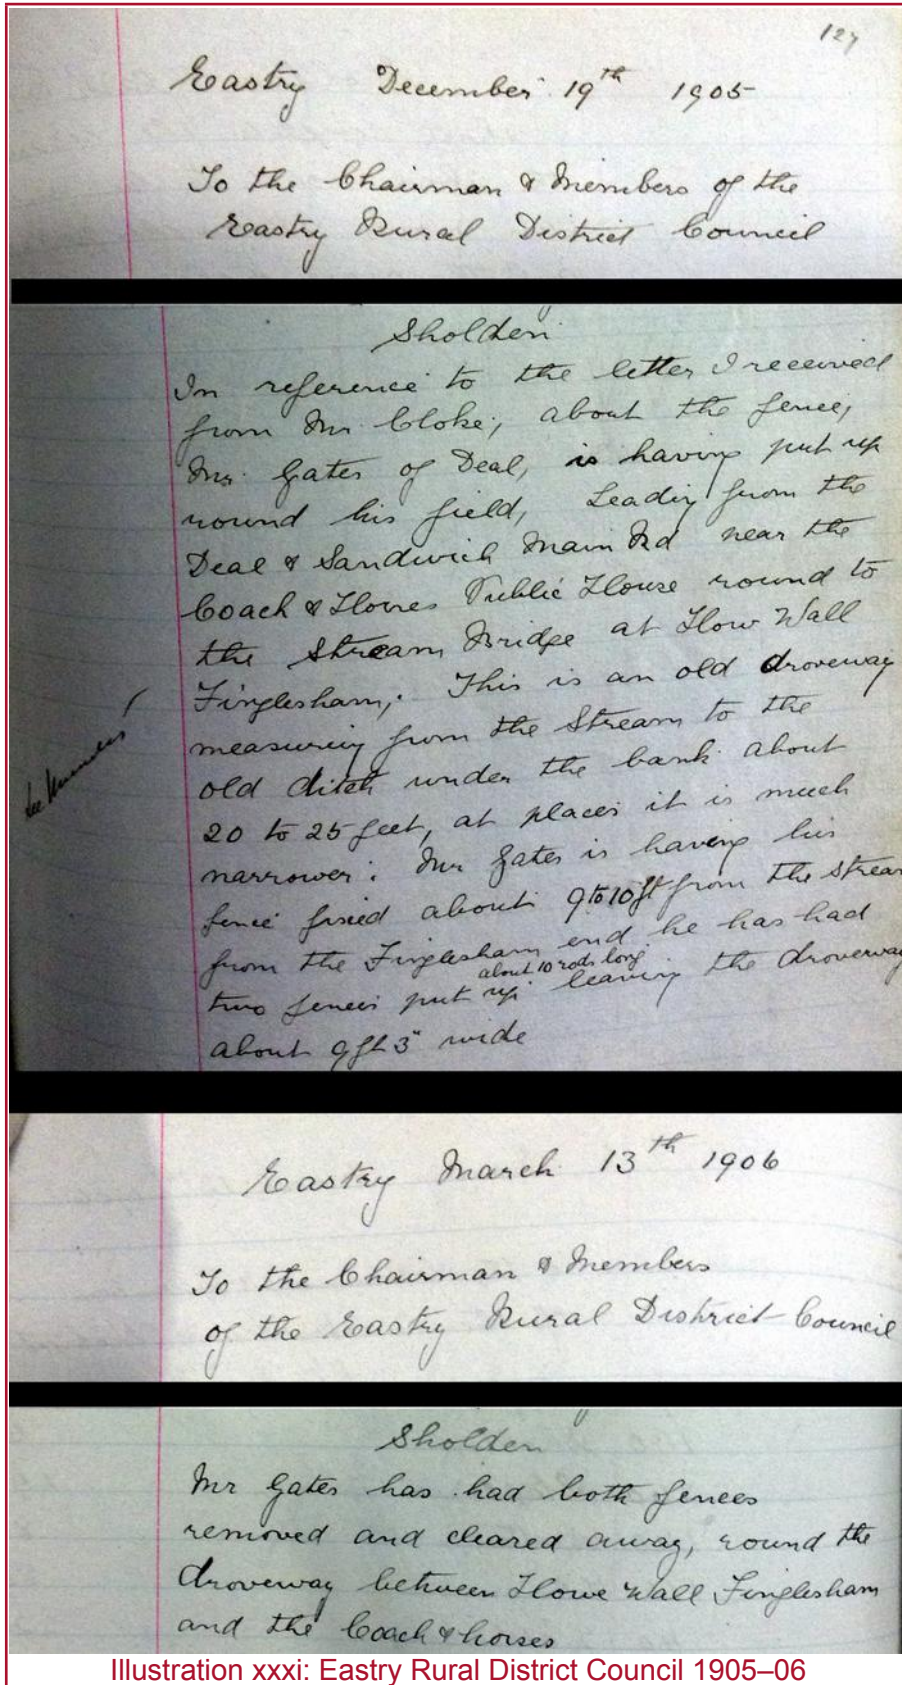 127
Eastry December 19th 1905
To the Chairman & Members of the
Eastry Rural District Council
Sholden
In reference to the letter I received
from Mr. Cloke, about the fence,
Mr. Gates of Deal, is having put up
round his field, Leading from the
Deal & Sandwich Main Rd near the
Coach & Horses Public House round to
the Stream Bridge at How Wall
Finglesham, This is an old droveway
measuring from the Stream to the
old ditch under the bank about
20 to 25 feet, at places it is much
narrower. Mr Gates is having his
fence fixed about 9 to 10 ft from the stream
from the Finglesham end he has had
about 10 rods long
two fences put up leaving the droveway
about 9ft 3" wide
See Minutes
Eastry March 13th 1906
To the Chairman & Members
of the Eastry Rural District Council
Sholden
Mr Gates has had both fences
removed and cleared away, round the
droveway between Howe Wall Finglesham
and the Coach & horses
Illustration xxxi: Eastry Rural District Council 1905–06